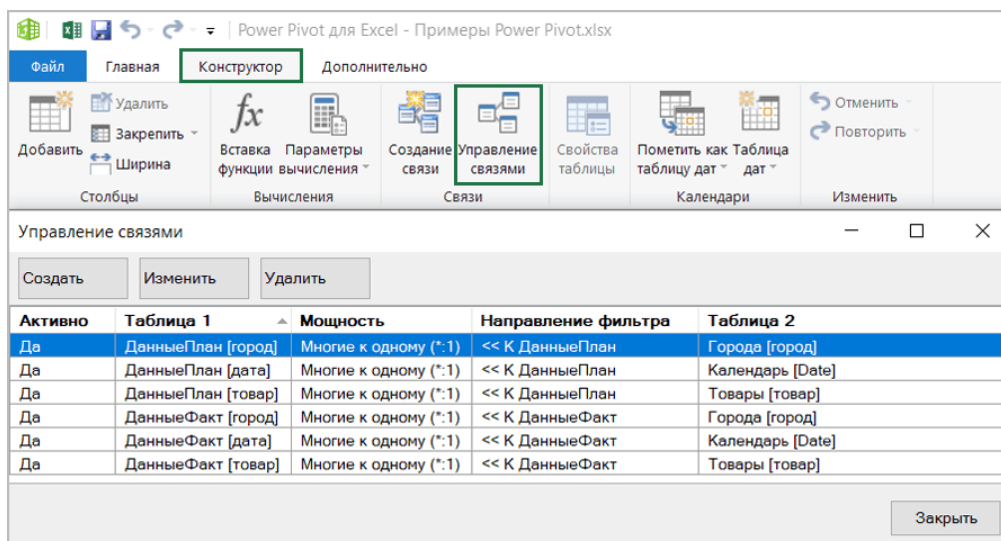 Power Pivot для Excel - Примеры Power Pivot.xlsx
Файл Главная Конструктор Дополнительно
Добавить
Удалить
Закрепить
Ширина
Столбцы
fx
Вставка функции
Параметры вычисления
Вычисления
Создание связи
Управление связями
Связи
Свойства таблицы
Пометить как таблицу дат
Таблица дат
Календари
Отменить
Повторить
Изменить
Управление связями
Создать Изменить Удалить
Активно Таблица 1 Мощность Направление фильтра Таблица 2
Да ДанныеПлан [город] Многие к одному (*:1) << К ДанныеПлан Города [город]
Да ДанныеПлан [дата] Многие к одному (*:1) << К ДанныеПлан Календарь [Date]
Да ДанныеПлан [товар] Многие к одному (*:1) << К ДанныеПлан Товары [товар]
Да ДанныеФакт [город] Многие к одному (*:1) << К ДанныеФакт Города [город]
Да ДанныеФакт [дата] Многие к одному (*:1) << К ДанныеФакт Календарь [Date]
Да ДанныеФакт [товар] Многие к одному (*:1) << К ДанныеФакт Товары [товар]
Закрыть